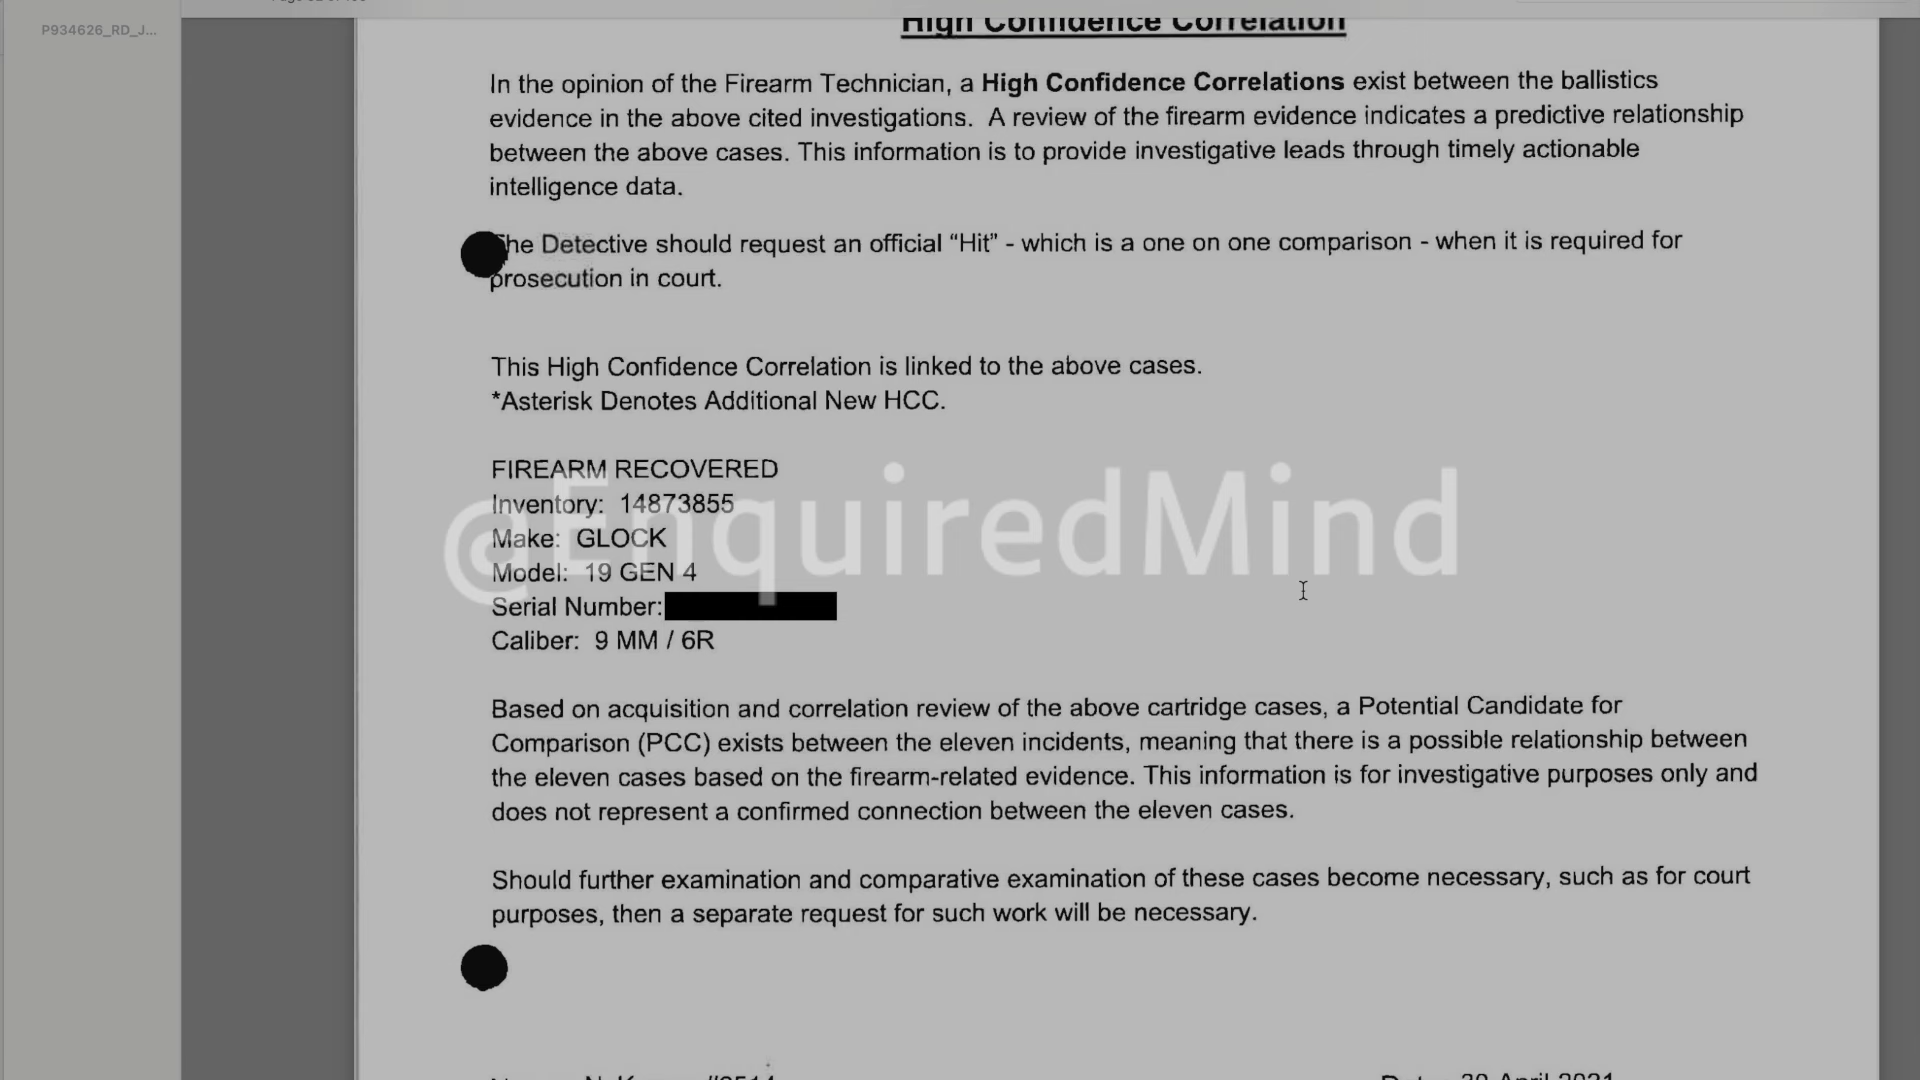 P934626_RD_J...
High Confidence Correlation
In the opinion of the Firearm Technician, a High Confidence Correlations exist between the ballistics
evidence in the above cited investigations. A review of the firearm evidence indicates a predictive relationship
between the above cases. This information is to provide investigative leads through timely actionable
intelligence data.
The Detective should request an official “Hit” - which is a one on one comparison - when it is required for
prosecution in court.
This High Confidence Correlation is linked to the above cases.
*Asterisk Denotes Additional New HCC.
FIREARM RECOVERED
Inventory: 14873855
Make: GLOCK
Model: 19 GEN 4
Serial Number:
Caliber: 9 MM / 6R
@EnquiredMind
Based on acquisition and correlation review of the above cartridge cases, a Potential Candidate for
Comparison (PCC) exists between the eleven incidents, meaning that there is a possible relationship between
the eleven cases based on the firearm-related evidence. This information is for investigative purposes only and
does not represent a confirmed connection between the eleven cases.
Should further examination and comparative examination of these cases become necessary, such as for court
purposes, then a separate request for such work will be necessary.